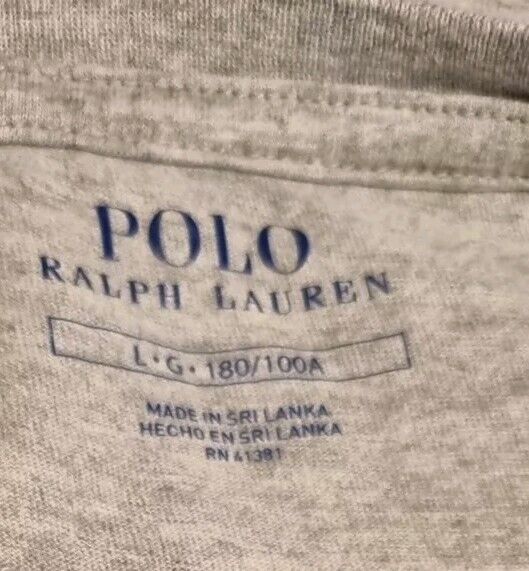 POLO
RALPH LAUREN
L•G•180/100A
MADE IN SRI LANKA
HECHO EN SRI LANKA
RN 41381